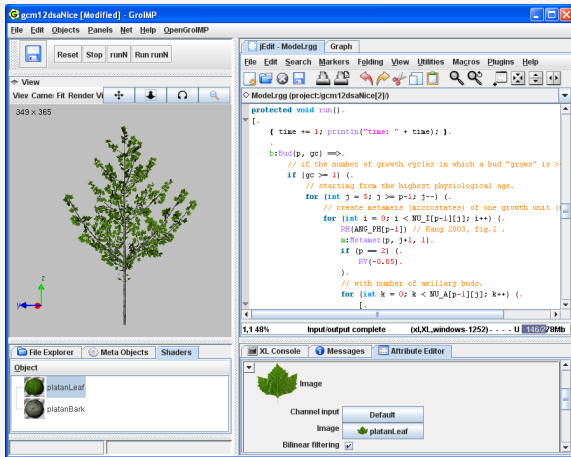 gcm12dsaNice [Modified] - GroIMP
File Edit Objects Panels Net Help OpenGroIMP
Reset Stop runN Run runN
View
View Camer Fit Render Vi
349 × 365
z
y
File Explorer Meta Objects Shaders
Object
platanLeaf
platanBark
jEdit - Model.rgg Graph
File Edit Search Markers Folding View Utilities Macros Plugins Help
Model.rgg (project:/gcm12dsaNice[2]/)
protected void run().
[.
{ time += 1; println("time: " + time); }.
.
b:Bud(p, gc) ==>.
// if the number of growth cycles in which a bud "grows" is >
if (gc >= 1) (.
// starting from the highest physiological age.
for (int j = 5; j >= p-1; j--) (.
// create metamers (microstates) of one growth unit (
for (int i = 0; i < NU_I[p-1][j]; i++) (.
RH(ANG_PH[p-1]) // Kang 2003, fig.2 .
m:Metamer(p, j+1, 1).
if (p == 2) (.
RV(-0.05).
).
// with number of axillary buds.
for (int k = 0; k < NU_A[p-1][j]; k++) (.
[.
1,1 48% Input/output complete (xl,XL,windows-1252) - - - - U 146/278Mb
XL Console Messages Attribute Editor
Image
Channel input Default
Image platanLeaf
Bilinear filtering